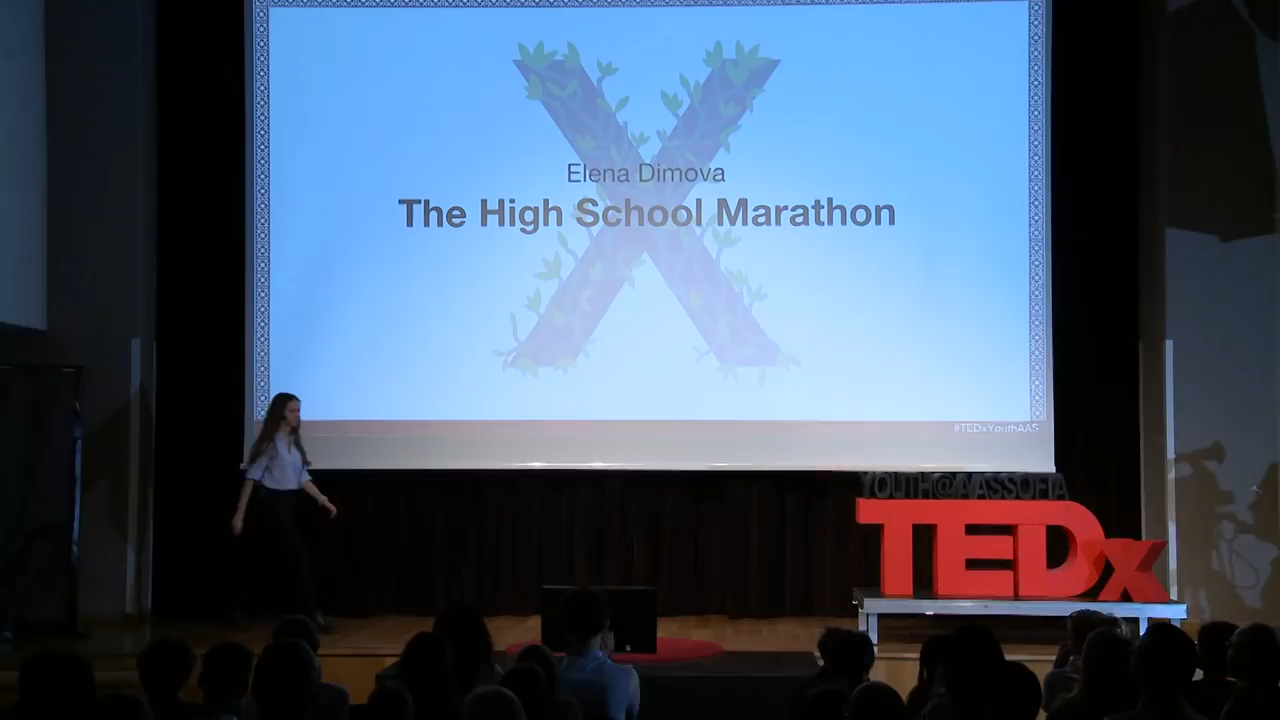 Elena Dimova
The High School Marathon
#TEDxYouthAAS
YOUTH@AASSOFIA
TEDx